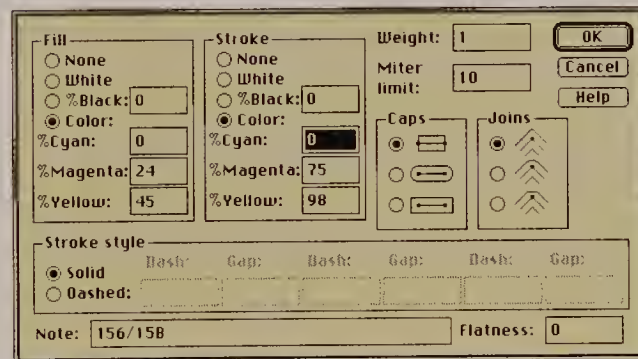 Fill
None
White
%Black: 0
Color:
%Cyan: 0
%Magenta: 24
%Yellow: 45
Stroke
None
White
%Black: 0
Color:
%Cyan: 0
%Magenta: 75
%Yellow: 98
Weight: 1
Miter
limit: 10
OK
Cancel
Help
Caps
Joins
Stroke style
Dash: Gap: Dash: Gap: Dash: Gap:
Solid
Dashed:
Note: 156/15B
Flatness: 0